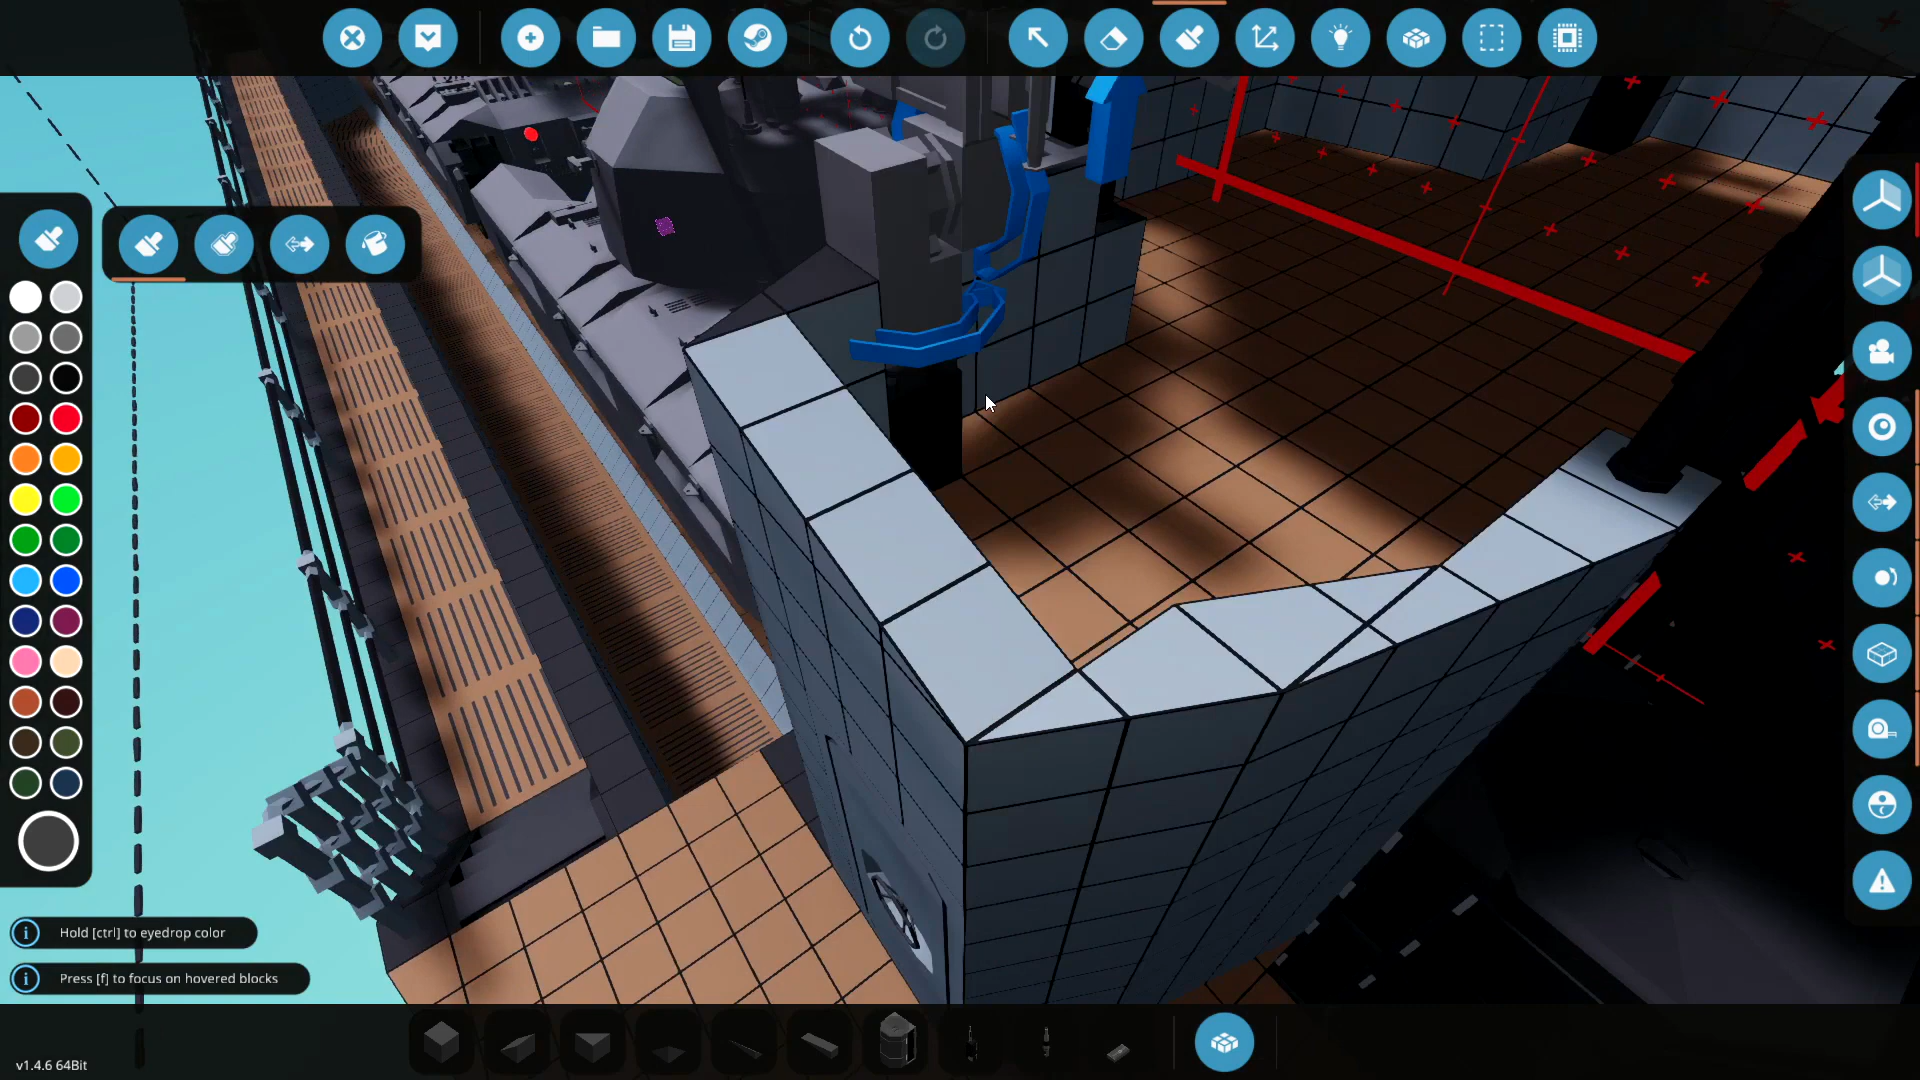 Hold [ctrl] to eyedrop color
Press [f] to focus on hovered blocks
v1.4.6 64Bit